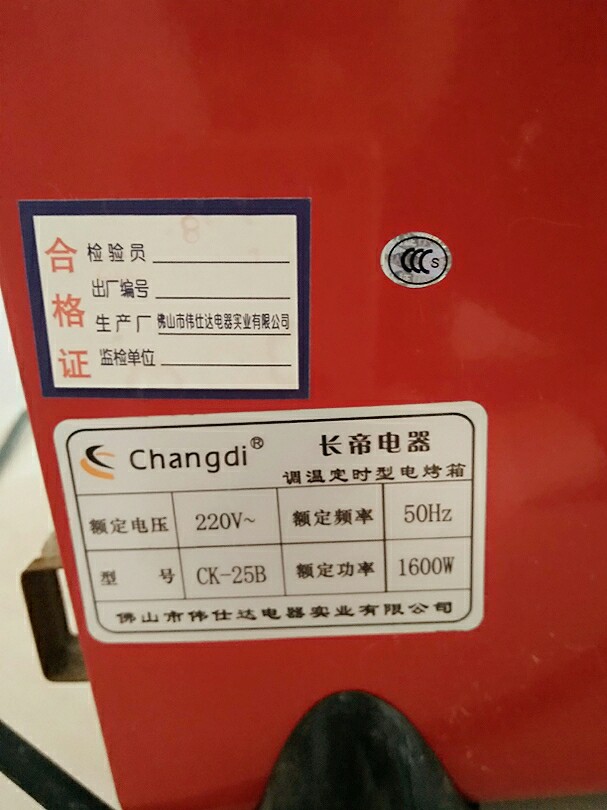 合格证
检验员
出厂编号
生产厂 佛山市伟仕达电器实业有限公司
监检单位
CCC S
Changdi® 长帝电器
调温定时型电烤箱
额定电压 220V~ 额定频率 50Hz
型 号 CK-25B 额定功率 1600W
佛山市伟仕达电器实业有限公司